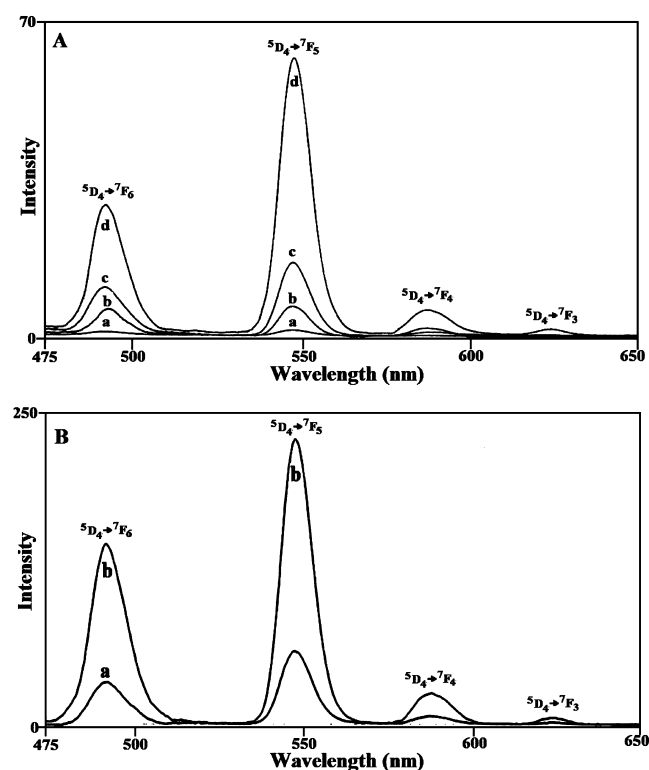 70
A
⁵D₄→⁷F₅
d
⁵D₄→⁷F₆
d
c
c
b
b
a
a
⁵D₄→⁷F₄
⁵D₄→⁷F₃
Intensity
0
475 500 550 600 650
Wavelength (nm)
250
B
⁵D₄→⁷F₅
b
⁵D₄→⁷F₆
b
a
⁵D₄→⁷F₄
⁵D₄→⁷F₃
Intensity
0
475 500 550 600 650
Wavelength (nm)